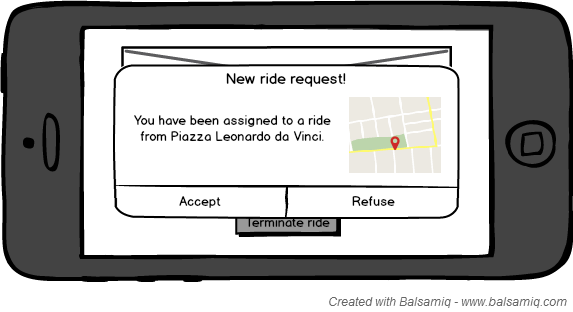 New ride request!
You have been assigned to a ride
from Piazza Leonardo da Vinci.
Accept
Refuse
Terminate ride
Created with Balsamiq - www.balsamiq.com